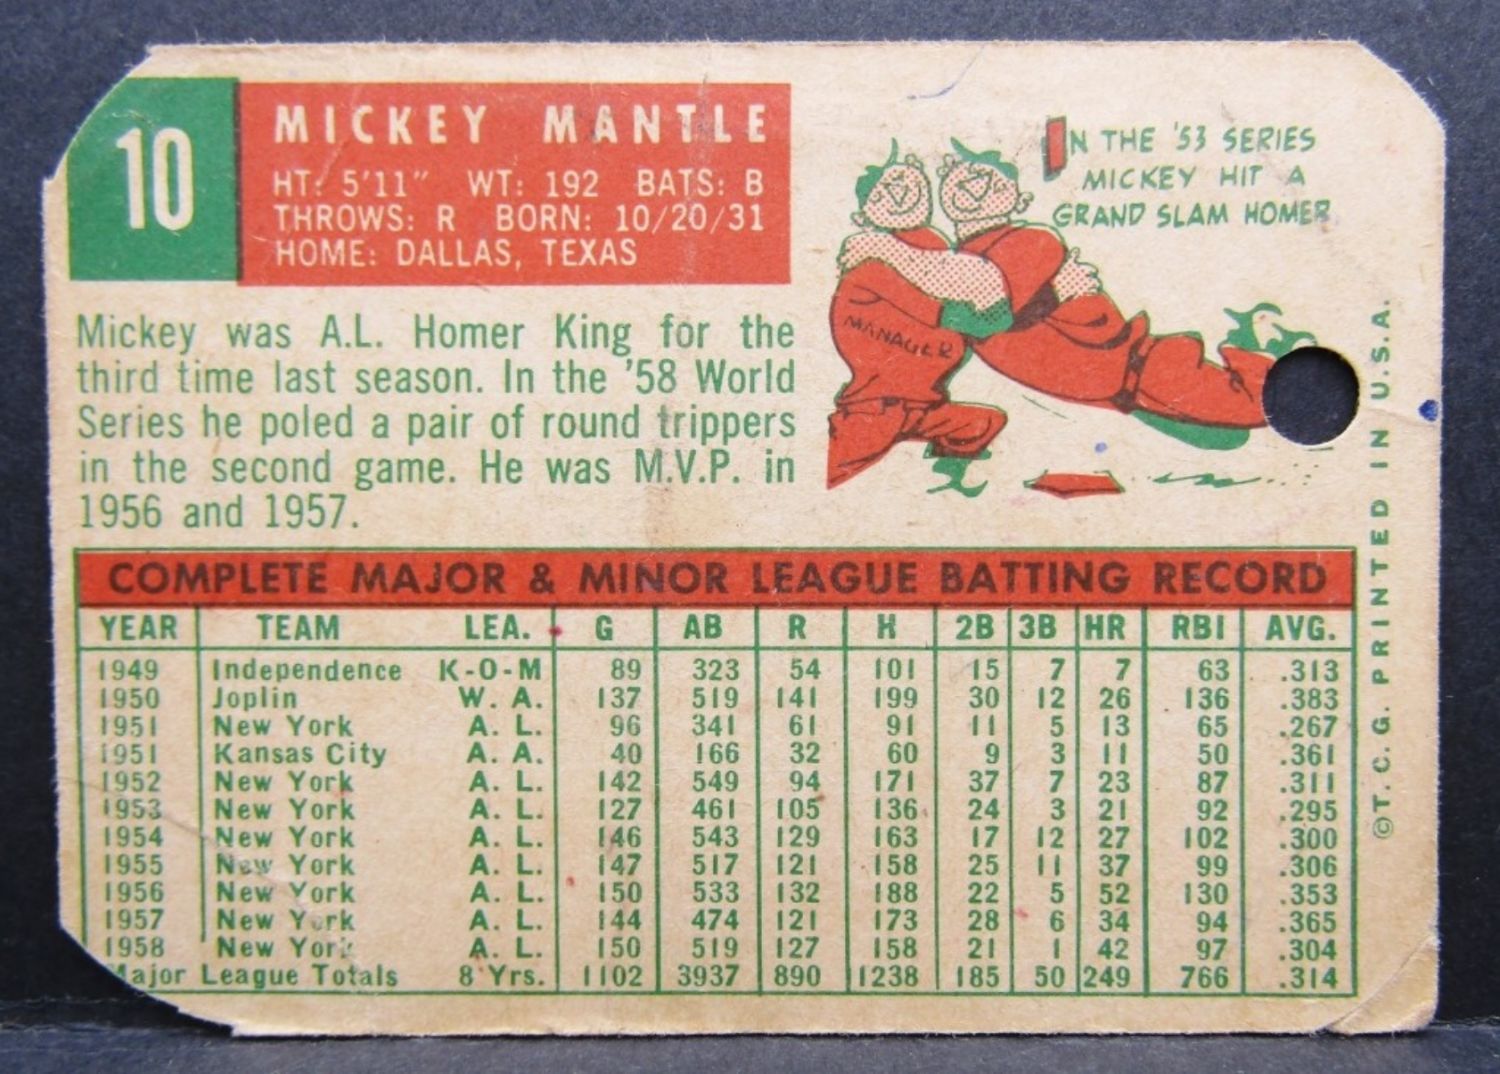 10
MICKEY MANTLE
HT: 5'11" WT: 192 BATS: B
THROWS: R BORN: 10/20/31
HOME: DALLAS, TEXAS
IN THE '53 SERIES
MICKEY HIT A
GRAND SLAM HOMER
MANAGER
Mickey was A.L. Homer King for the
third time last season. In the '58 World
Series he poled a pair of round trippers
in the second game. He was M.V.P. in
1956 and 1957.
COMPLETE MAJOR & MINOR LEAGUE BATTING RECORD
YEAR TEAM LEA. G AB R H 2B 3B HR RBI AVG.
1949 Independence K-O-M 89 323 54 101 15 7 7 63 .313
1950 Joplin W. A. 137 519 141 199 30 12 26 136 .383
1951 New York A. L. 96 341 61 91 11 5 13 65 .267
1951 Kansas City A. A. 40 166 32 60 9 3 11 50 .361
1952 New York A. L. 142 549 94 171 37 7 23 87 .311
1953 New York A. L. 127 461 105 136 24 3 21 92 .295
1954 New York A. L. 146 543 129 163 17 12 27 102 .300
1955 New York A. L. 147 517 121 158 25 11 37 99 .306
1956 New York A. L. 150 533 132 188 22 5 52 130 .353
1957 New York A. L. 144 474 121 173 28 6 34 94 .365
1958 New York A. L. 150 519 127 158 21 1 42 97 .304
Major League Totals 8 Yrs. 1102 3937 890 1238 185 50 249 766 .314
©T.C.G. PRINTED IN U.S.A.